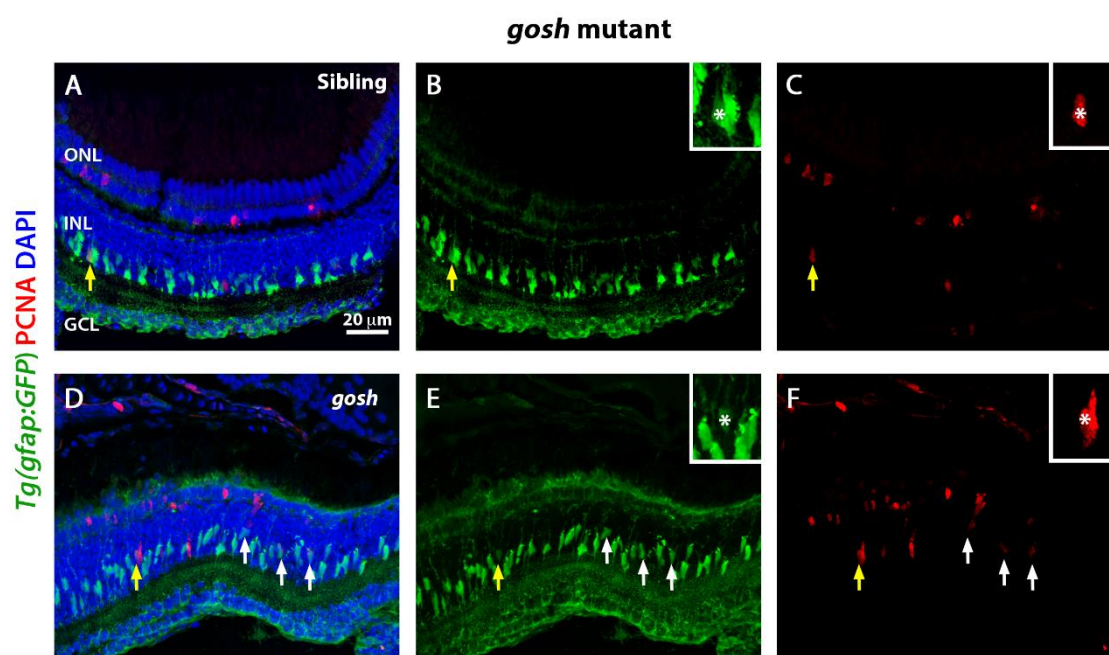 gosh mutant
Tg(gfap:GFP) PCNA DAPI
A
Sibling
ONL
INL
GCL
20 μm
B
*
C
*
D
gosh
E
*
F
*